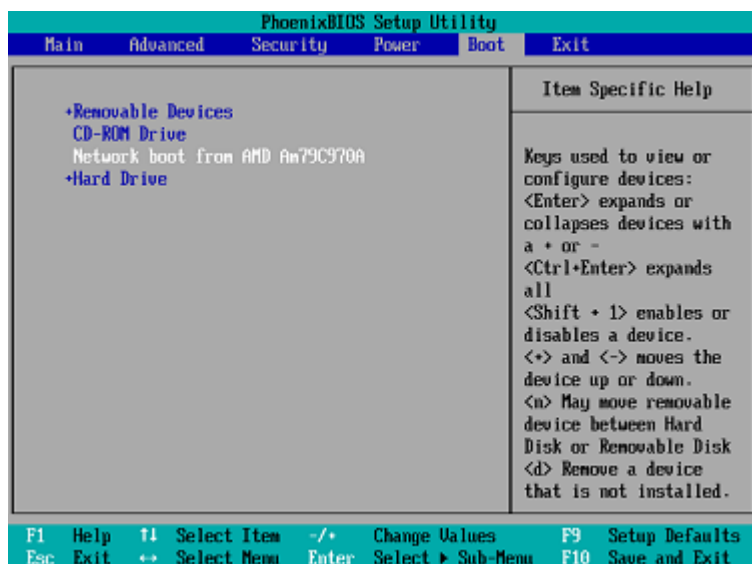 PhoenixBIOS Setup Utility
Main Advanced Security Power Boot Exit
+Removable Devices
CD-ROM Drive
Network boot from AMD Am79C970A
+Hard Drive
Item Specific Help
Keys used to view or
configure devices:
<Enter> expands or
collapses devices with
a + or -
<Ctrl+Enter> expands
all
<Shift + 1> enables or
disables a device.
<+> and <-> moves the
device up or down.
<n> May move removable
device between Hard
Disk or Removable Disk
<d> Remove a device
that is not installed.
F1 Help ↑↓ Select Item -/+ Change Values F9 Setup Defaults
Esc Exit ↔ Select Menu Enter Select ▶ Sub-Menu F10 Save and Exit